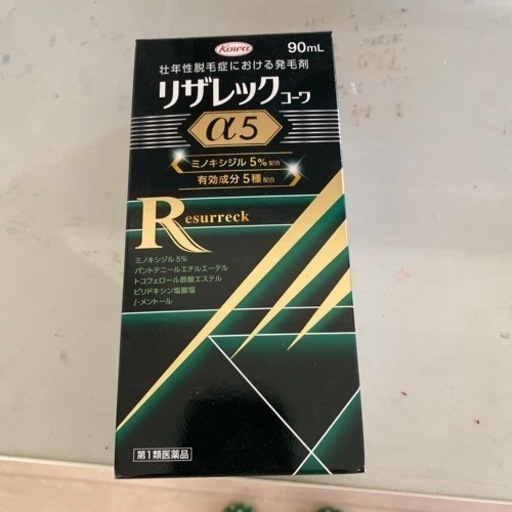 Kowa
90mL
壮年性脱毛症における発毛剤
リザレックコーワ
α5
ミノキシジル 5% 配合
有効成分 5種 配合
Resurreck
ミノキシジル 5%
パントテニールエチルエーテル
トコフェロール酢酸エステル
ピリドキシン塩酸塩
l-メントール
第1類医薬品